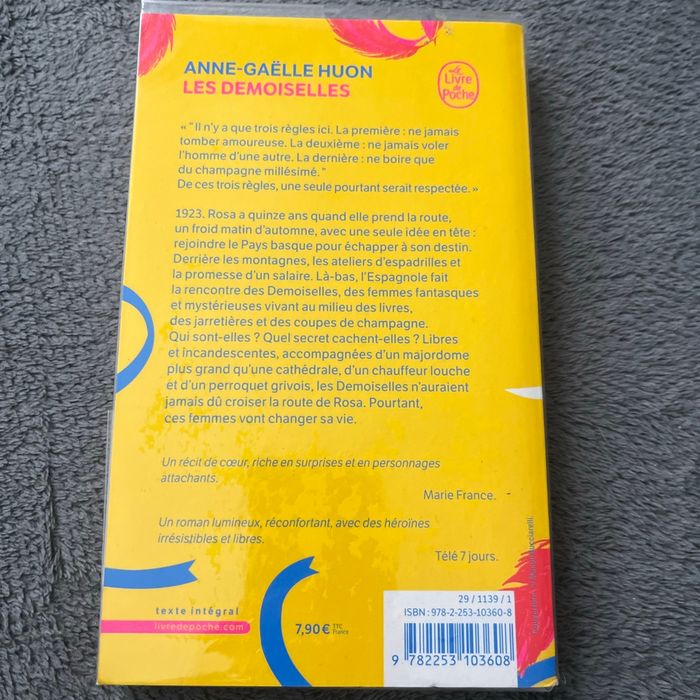 ANNE-GAËLLE HUON
LES DEMOISELLES
Le
Livre
de
Poche
« "Il n'y a que trois règles ici. La première : ne jamais
tomber amoureuse. La deuxième : ne jamais voler
l'homme d'une autre. La dernière : ne boire que
du champagne millésimé."
De ces trois règles, une seule pourtant serait respectée. »
1923. Rosa a quinze ans quand elle prend la route,
un froid matin d'automne, avec une seule idée en tête :
rejoindre le Pays basque pour échapper à son destin.
Derrière les montagnes, les ateliers d'espadrilles et
la promesse d'un salaire. Là-bas, l'Espagnole fait
la rencontre des Demoiselles, des femmes fantasques
et mystérieuses vivant au milieu des livres,
des jarretières et des coupes de champagne.
Qui sont-elles ? Quel secret cachent-elles ? Libres
et incandescentes, accompagnées d'un majordome
plus grand qu'une cathédrale, d'un chauffeur louche
et d'un perroquet grivois, les Demoiselles n'auraient
jamais dû croiser la route de Rosa. Pourtant,
ces femmes vont changer sa vie.
Un récit de cœur, riche en surprises et en personnages
attachants.
Marie France.
Un roman lumineux, réconfortant, avec des héroïnes
irrésistibles et libres.
Télé 7 jours.
texte intégral
livredepoche.com
7,90 € TTC
France
29 / 1139 / 1
ISBN : 978-2-253-10360-8
9 782253 103608